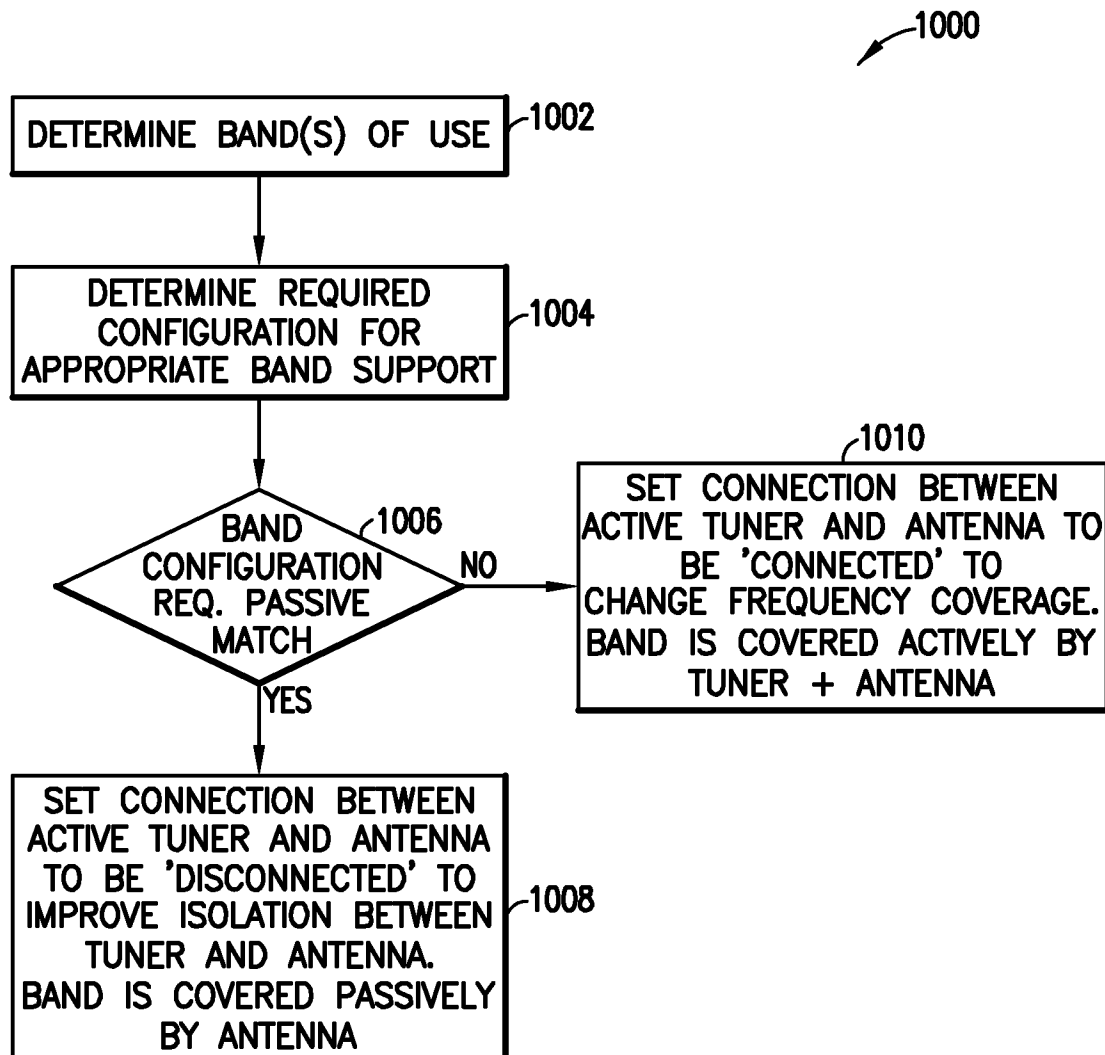 1000
DETERMINE BAND(S) OF USE
1002
DETERMINE REQUIRED
CONFIGURATION FOR
APPROPRIATE BAND SUPPORT
1004
BAND
CONFIGURATION
REQ. PASSIVE
MATCH
1006
NO
YES
1010
SET CONNECTION BETWEEN
ACTIVE TUNER AND ANTENNA TO
BE 'CONNECTED' TO
CHANGE FREQUENCY COVERAGE.
BAND IS COVERED ACTIVELY BY
TUNER + ANTENNA
SET CONNECTION BETWEEN
ACTIVE TUNER AND ANTENNA
TO BE 'DISCONNECTED' TO
IMPROVE ISOLATION BETWEEN
TUNER AND ANTENNA.
BAND IS COVERED PASSIVELY
BY ANTENNA
1008